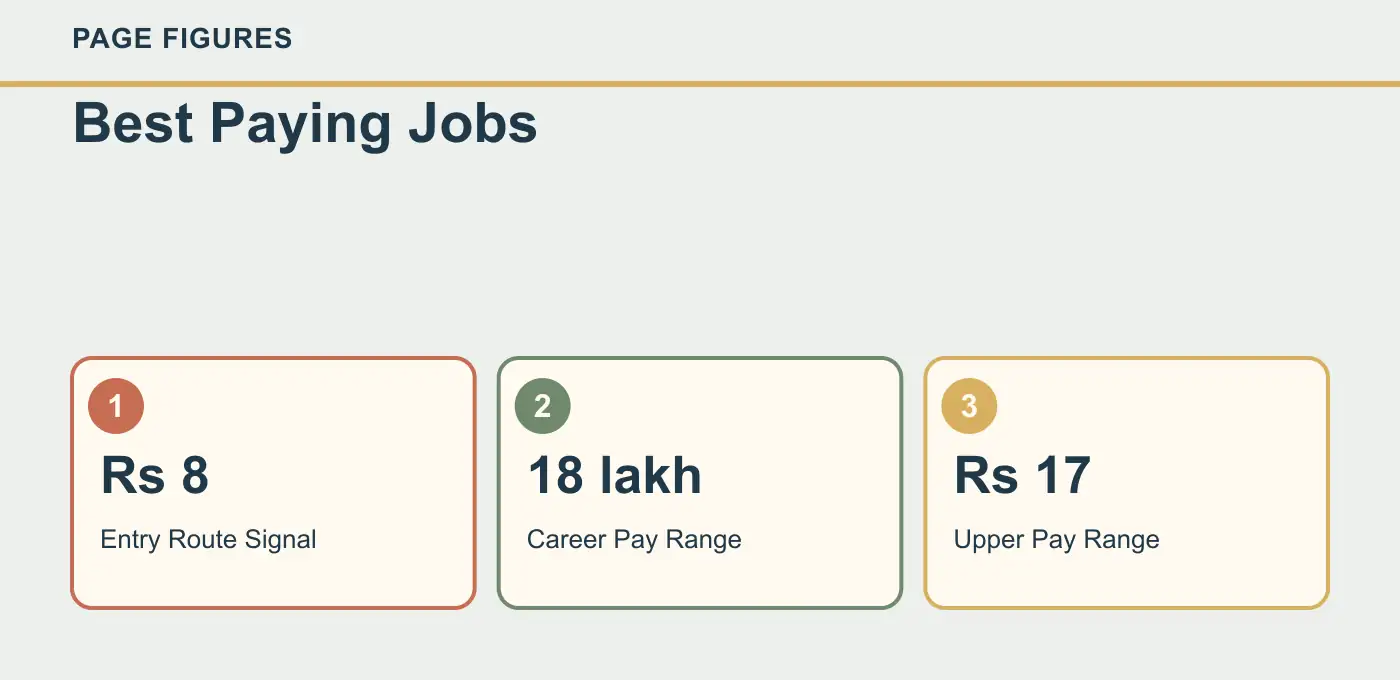 PAGE FIGURES
Best Paying Jobs
1
Rs 8
Entry Route Signal
2
18 lakh
Career Pay Range
3
Rs 17
Upper Pay Range